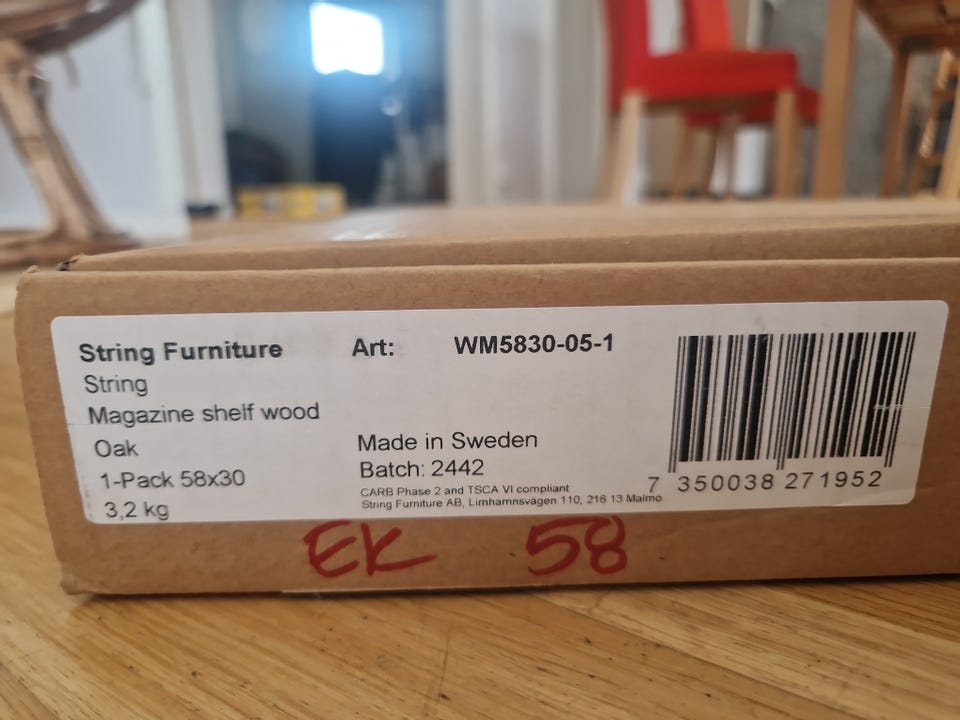 String Furniture Art: WM5830-05-1
String
Magazine shelf wood
Oak
1-Pack 58x30
3,2 kg
Made in Sweden
Batch: 2442
CARB Phase 2 and TSCA VI compliant
String Furniture AB, Limhamnsvägen 110, 216 13 Malmö
7 350038 271952
EK 58